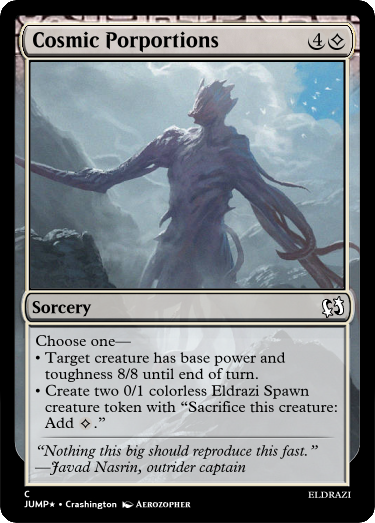 Cosmic Porportions 4
Sorcery
Choose one—
• Target creature has base power and
toughness 8/8 until end of turn.
• Create two 0/1 colorless Eldrazi Spawn
creature token with “Sacrifice this creature:
Add .”
“Nothing this big should reproduce this fast.”
—Javad Nasrin, outrider captain
C
ELDRAZI
JUMP★ • Crashington Aerozopher